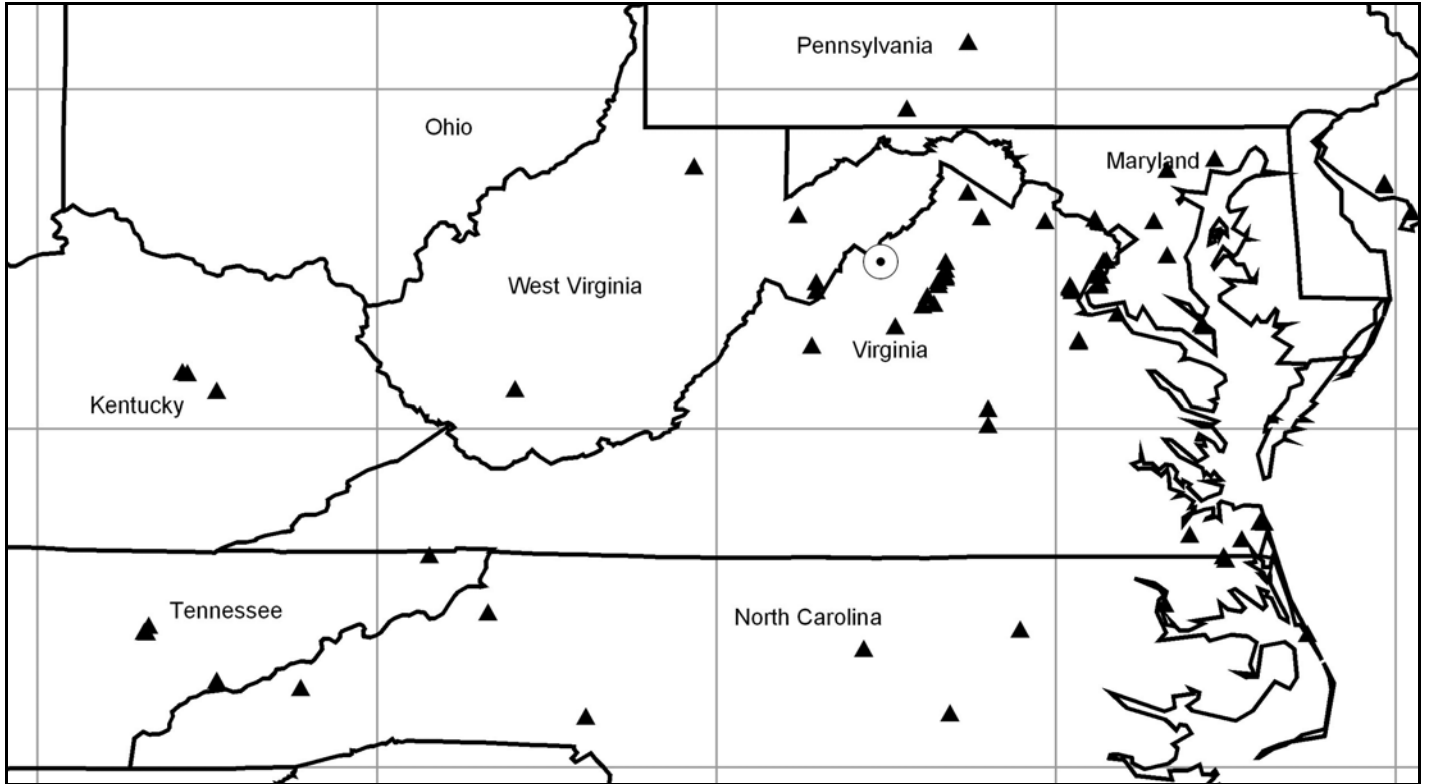 Pennsylvania
Ohio
Maryland
West Virginia
Virginia
Kentucky
Tennessee
North Carolina